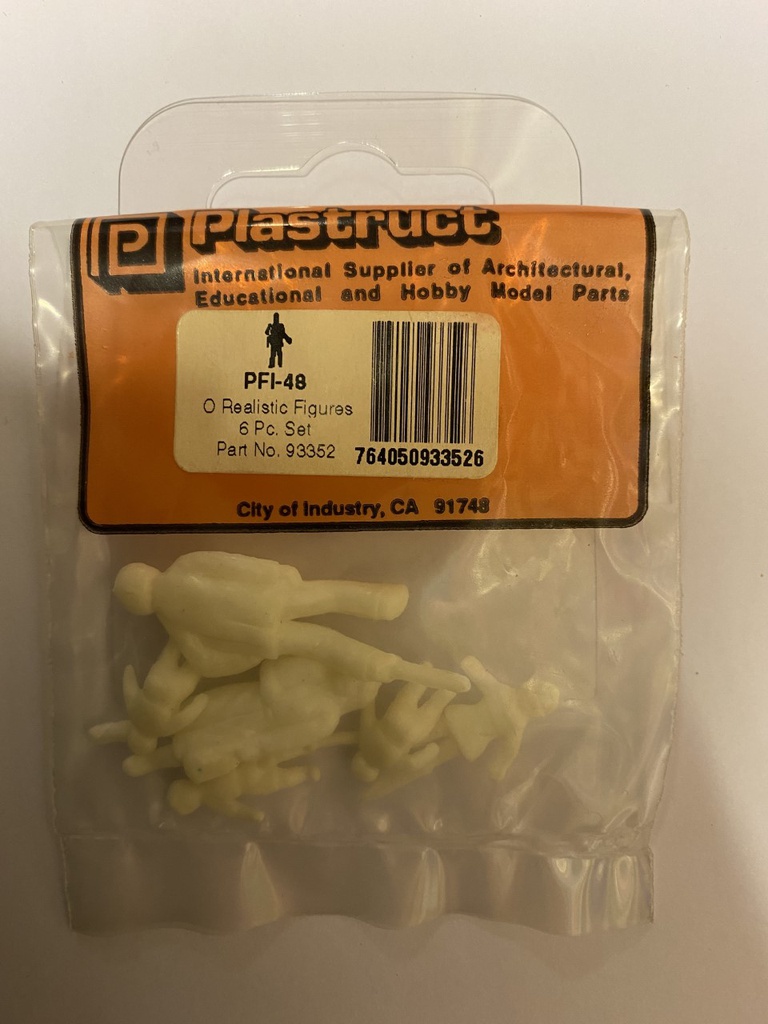 P
Plastruct
International Supplier of Architectural,
Educational and Hobby Model Parts
PFI-48
O Realistic Figures
6 Pc. Set
Part No. 93352
764050933526
City of Industry, CA 91748